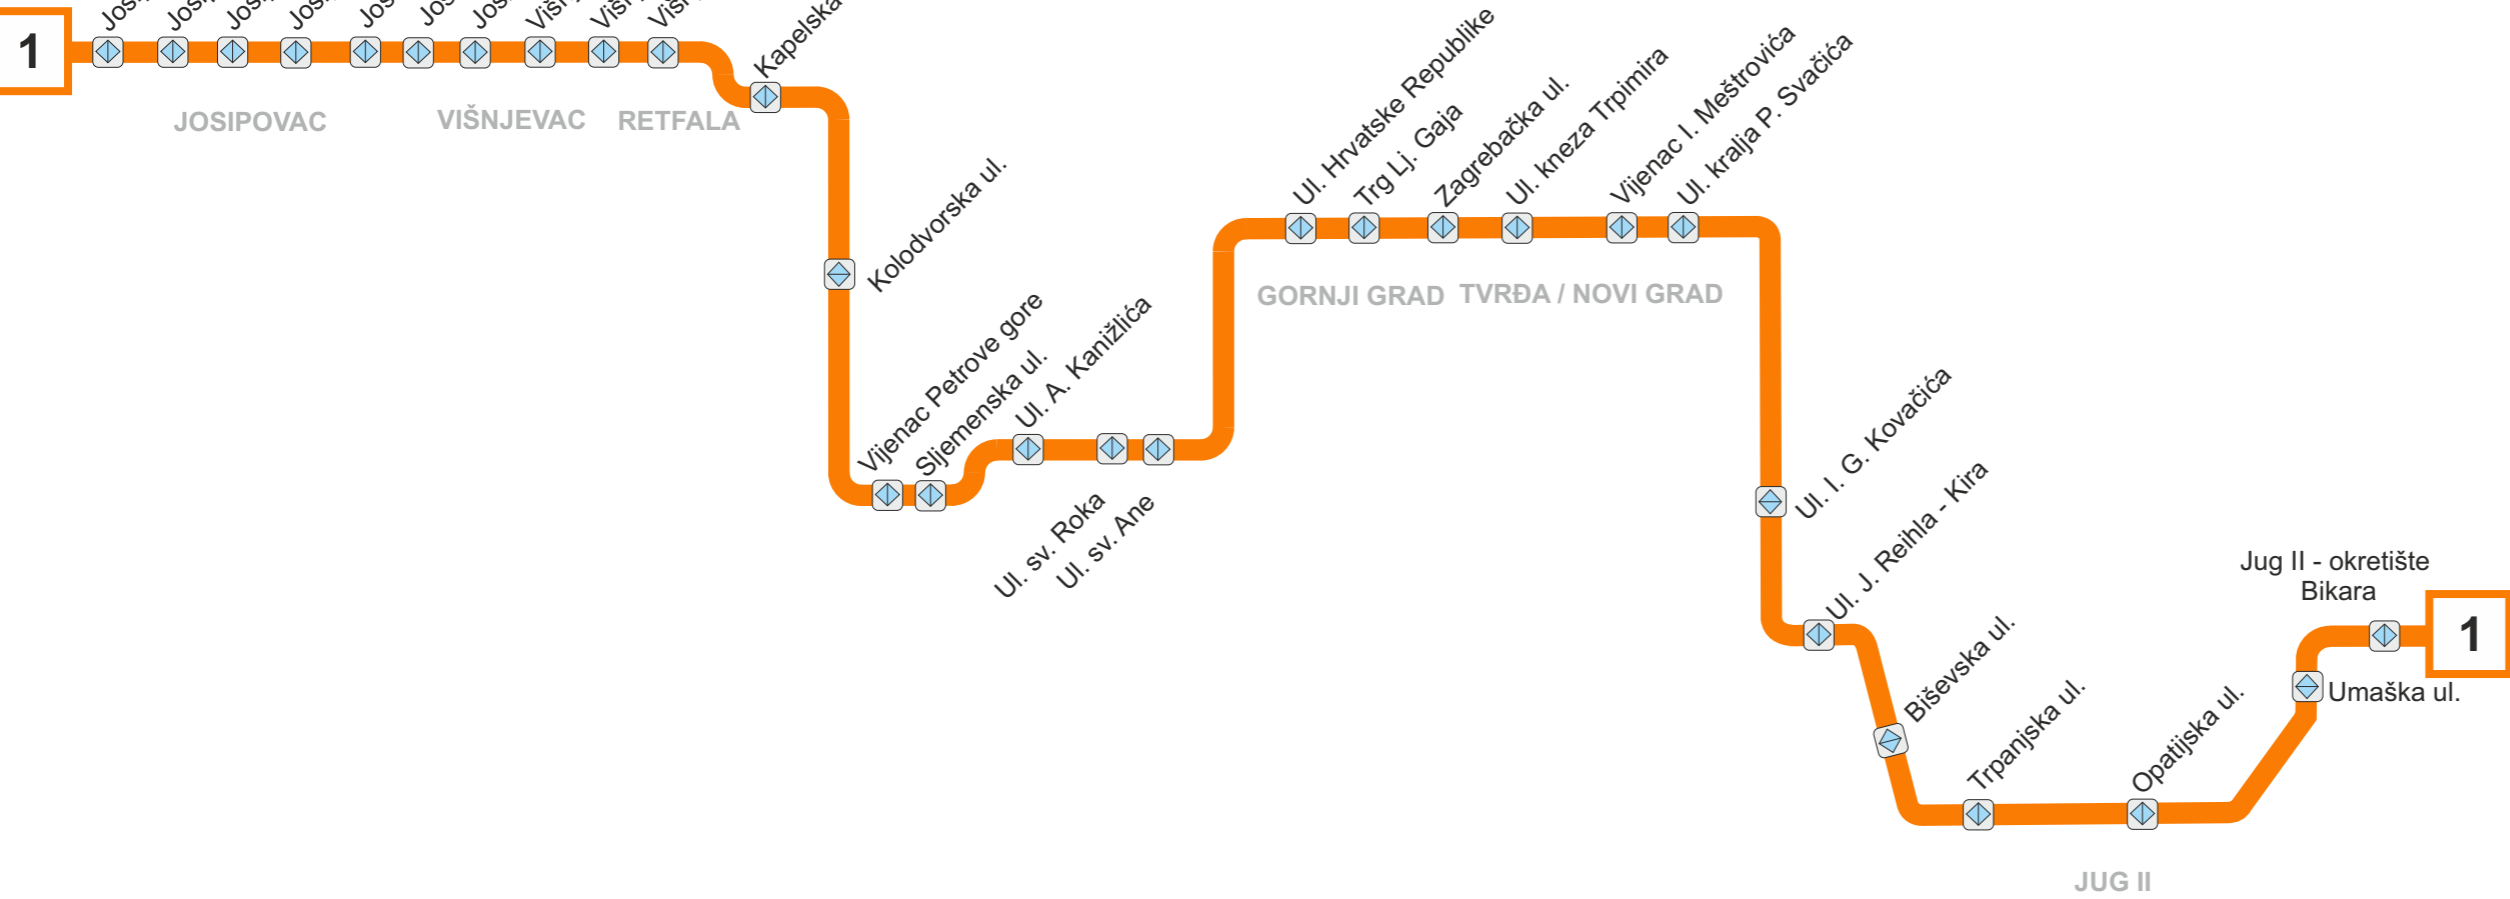 1
Kapelska
JOSIPOVAC
VIŠNJEVAC
RETFALA
Kolodvorska ul.
Vijenac Petrove gore
Sljemenska ul.
Ul. A. Kanižlića
Ul. sv. Roka
Ul. sv. Ane
Ul. Hrvatske Republike
Trg Lj. Gaja
Zagrebačka ul.
Ul. kneza Trpimira
Vijenac I. Meštrovića
Ul. kralja P. Svačića
GORNJI GRAD
TVRĐA / NOVI GRAD
Ul. I. G. Kovačića
Ul. J. Reihla - Kira
Biševska ul.
Trpanjska ul.
Opatijska ul.
Umaška ul.
Jug II - okretište
Bikara
1
JUG II